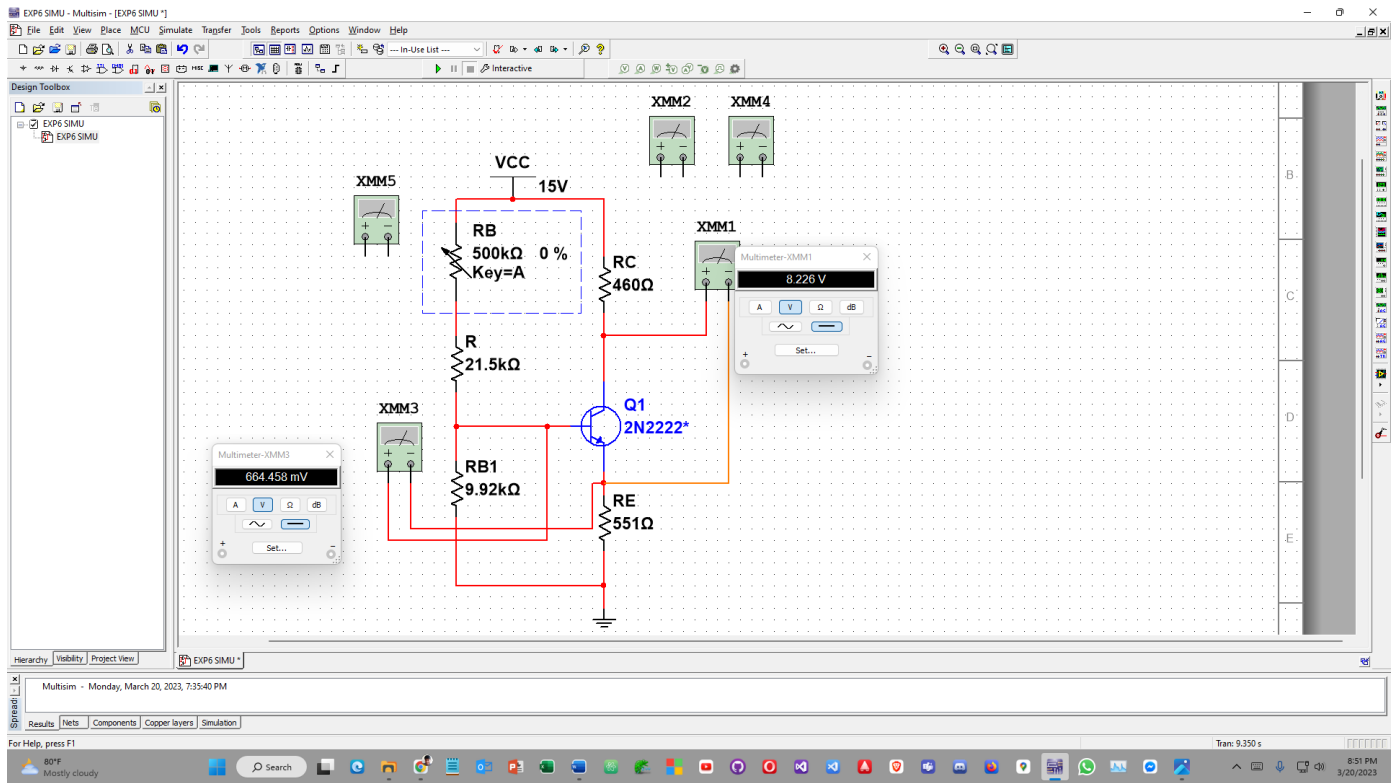 EXP6 SIMU - Multisim - [EXP6 SIMU *]
File Edit View Place MCU Simulate Transfer Tools Reports Options Window Help
--- In-Use List ---
Interactive
Design Toolbox
EXP6 SIMU
EXP6 SIMU
XMM2 XMM4
VCC
15V
XMM5
B
RB
500kΩ 0 %
Key=A
XMM1
Multimeter-XMM1
8.226 V
A V Ω dB
Set...
+ −
RC
460Ω
C
R
21.5kΩ
XMM3
Q1
2N2222*
D
Multimeter-XMM3
664.458 mV
A V Ω dB
Set...
+ −
RB1
9.92kΩ
RE
551Ω
E
Hierarchy Visibility Project View
EXP6 SIMU *
Multisim - Monday, March 20, 2023, 7:35:40 PM
Results Nets Components Copper layers Simulation
For Help, press F1
Tran: 9.350 s
80°F
Mostly cloudy
Search
8:51 PM
3/20/2023